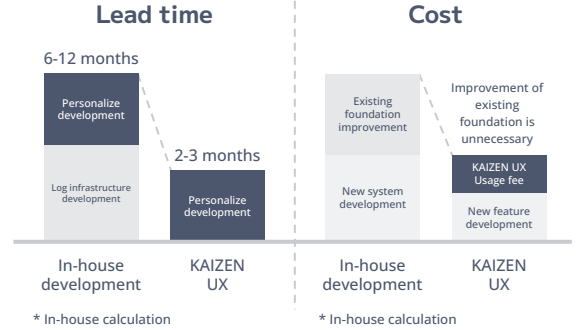 Lead time
6-12 months
Personalize
development
Log infrastructure
development
2-3 months
Personalize
development
In-house
development
KAIZEN
UX
* In-house calculation
Cost
Existing
foundation
improvement
New system
development
Improvement of
existing
foundation is
unnecessary
KAIZEN UX
Usage fee
New feature
development
In-house
development
KAIZEN
UX
* In-house calculation